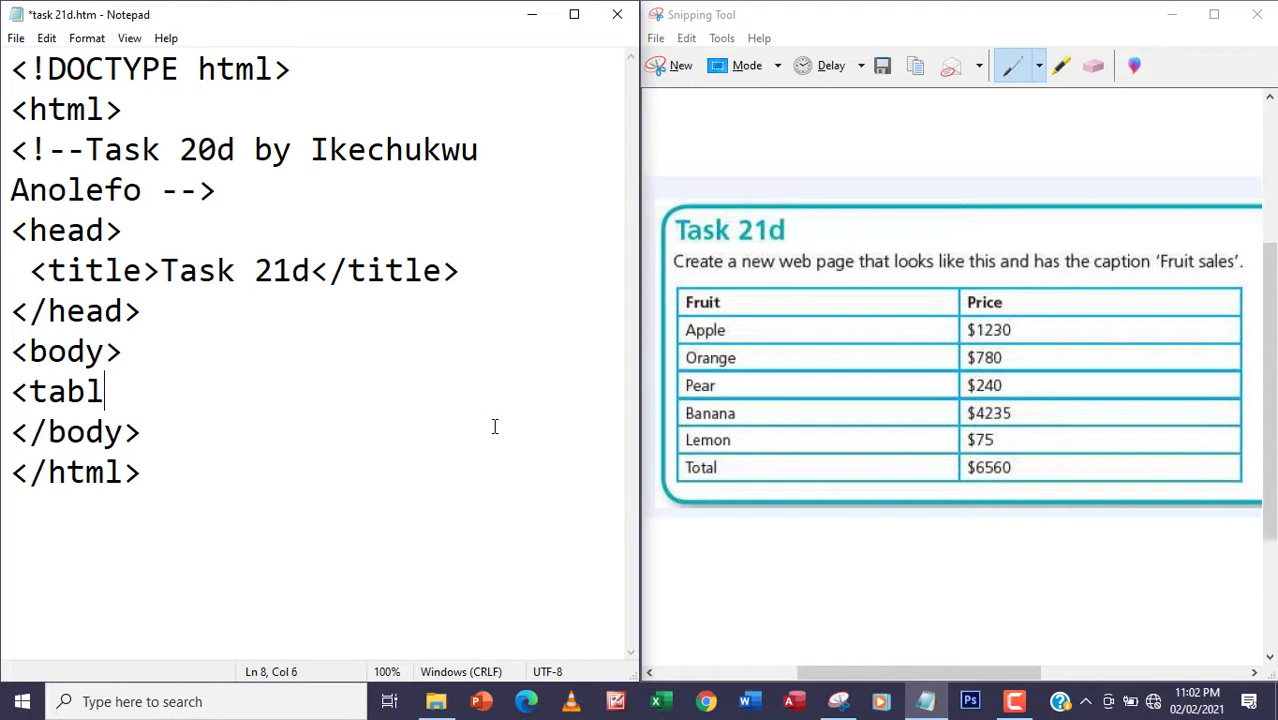 *task 21d.htm - Notepad
File Edit Format View Help
<!DOCTYPE html>
<html>
<!--Task 20d by Ikechukwu
Anolefo -->
<head>
<title>Task 21d</title>
</head>
<body>
<tabl
</body>
</html>
Ln 8, Col 6 100% Windows (CRLF) UTF-8
Snipping Tool
File Edit Tools Help
New Mode Delay
Task 21d
Create a new web page that looks like this and has the caption ‘Fruit sales’.
Fruit Price
Apple $1230
Orange $780
Pear $240
Banana $4235
Lemon $75
Total $6560
Type here to search
11:02 PM
02/02/2021